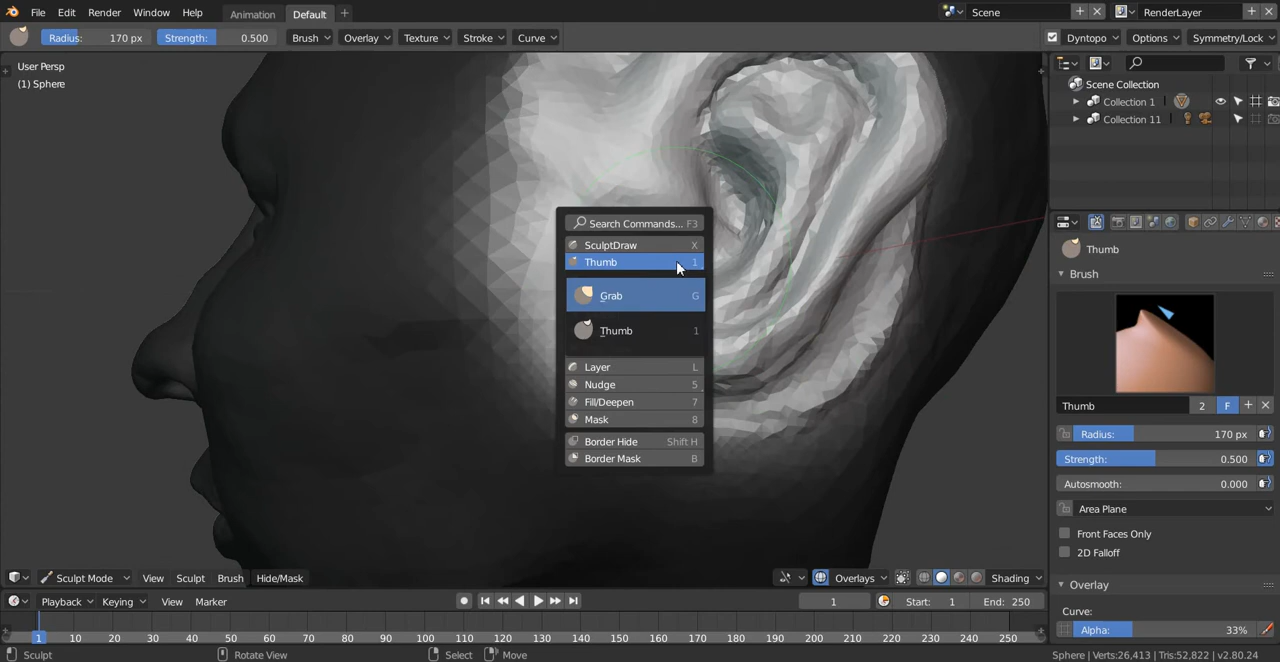 File Edit Render Window Help Animation Default Scene RenderLayer
Radius: 170 px Strength: 0.500 Brush Overlay Texture Stroke Curve Dyntopo Options Symmetry/Lock
User Persp
(1) Sphere
Scene Collection
Collection 1
Collection 11
Search Commands... F3
SculptDraw X
Thumb 1
Grab G
Thumb 1
Layer L
Nudge 5
Fill/Deepen 7
Mask 8
Border Hide Shift H
Border Mask B
Thumb
Brush
Thumb 2 F
Radius: 170 px
Strength: 0.500
Autosmooth: 0.000
Area Plane
Front Faces Only
2D Falloff
Overlay
Curve:
Alpha: 33%
Sculpt Mode View Sculpt Brush Hide/Mask Overlays Shading
Playback Keying View Marker 1 Start: 1 End: 250
1 10 20 30 40 50 60 70 80 90 100 110 120 130 140 150 160 170 180 190 200 210 220 230 240 250
Sculpt Rotate View Select Move Sphere | Verts:26,413 | Tris:52,822 | v2.80.24